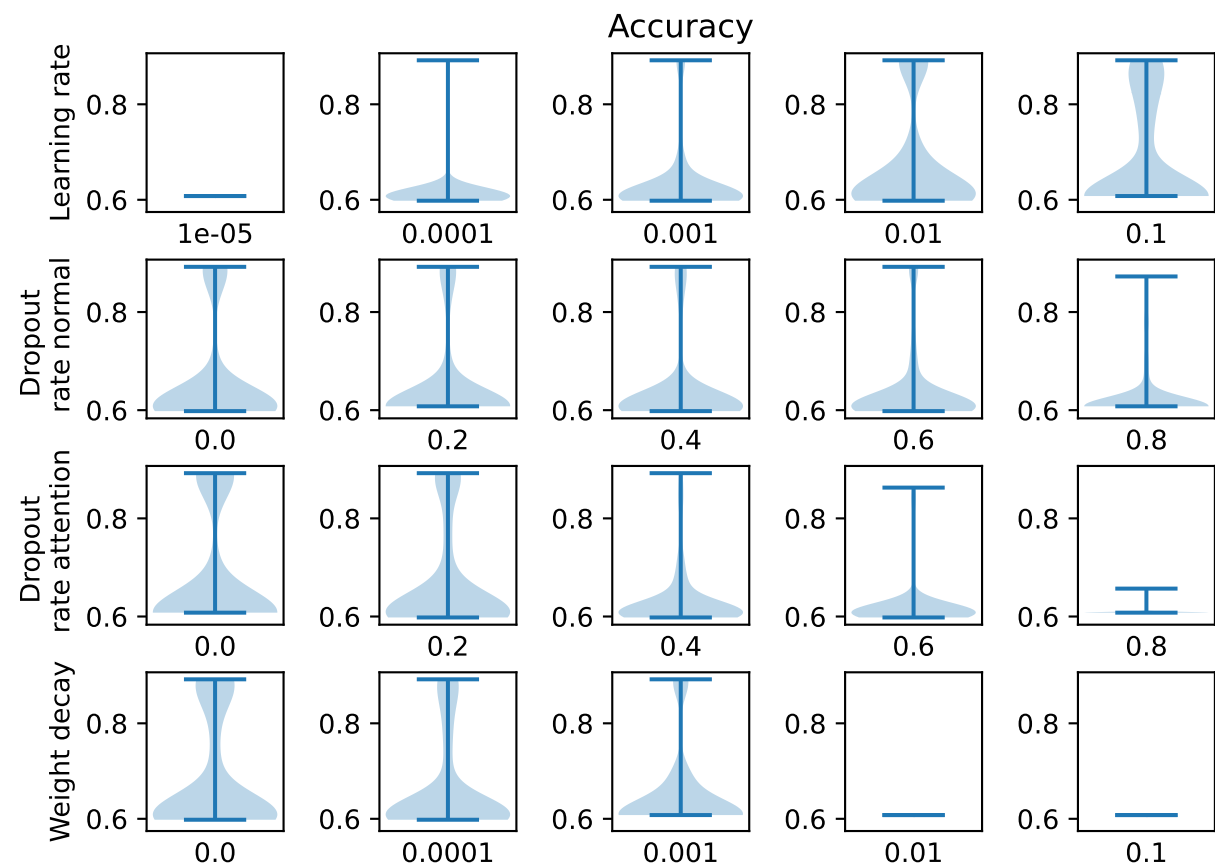 Accuracy
Learning rate
0.8 0.8 0.8 0.8 0.8
0.6 0.6 0.6 0.6 0.6
1e-05 0.0001 0.001 0.01 0.1
Dropout
rate normal
0.8 0.8 0.8 0.8 0.8
0.6 0.6 0.6 0.6 0.6
0.0 0.2 0.4 0.6 0.8
Dropout
rate attention
0.8 0.8 0.8 0.8 0.8
0.6 0.6 0.6 0.6 0.6
0.0 0.2 0.4 0.6 0.8
Weight decay
0.8 0.8 0.8 0.8 0.8
0.6 0.6 0.6 0.6 0.6
0.0 0.0001 0.001 0.01 0.1